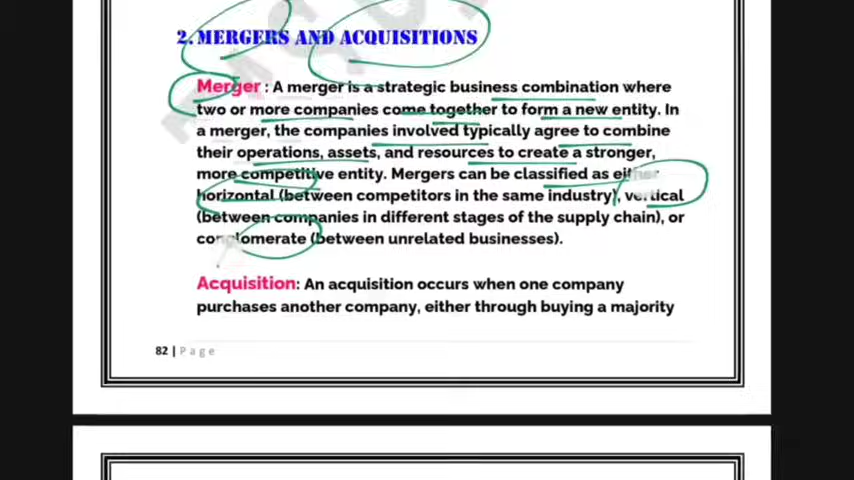 2. MERGERS AND ACQUISITIONS
Merger : A merger is a strategic business combination where
two or more companies come together to form a new entity. In
a merger, the companies involved typically agree to combine
their operations, assets, and resources to create a stronger,
more competitive entity. Mergers can be classified as either
horizontal (between competitors in the same industry), vertical
(between companies in different stages of the supply chain), or
conglomerate (between unrelated businesses).
Acquisition: An acquisition occurs when one company
purchases another company, either through buying a majority
82 | Page